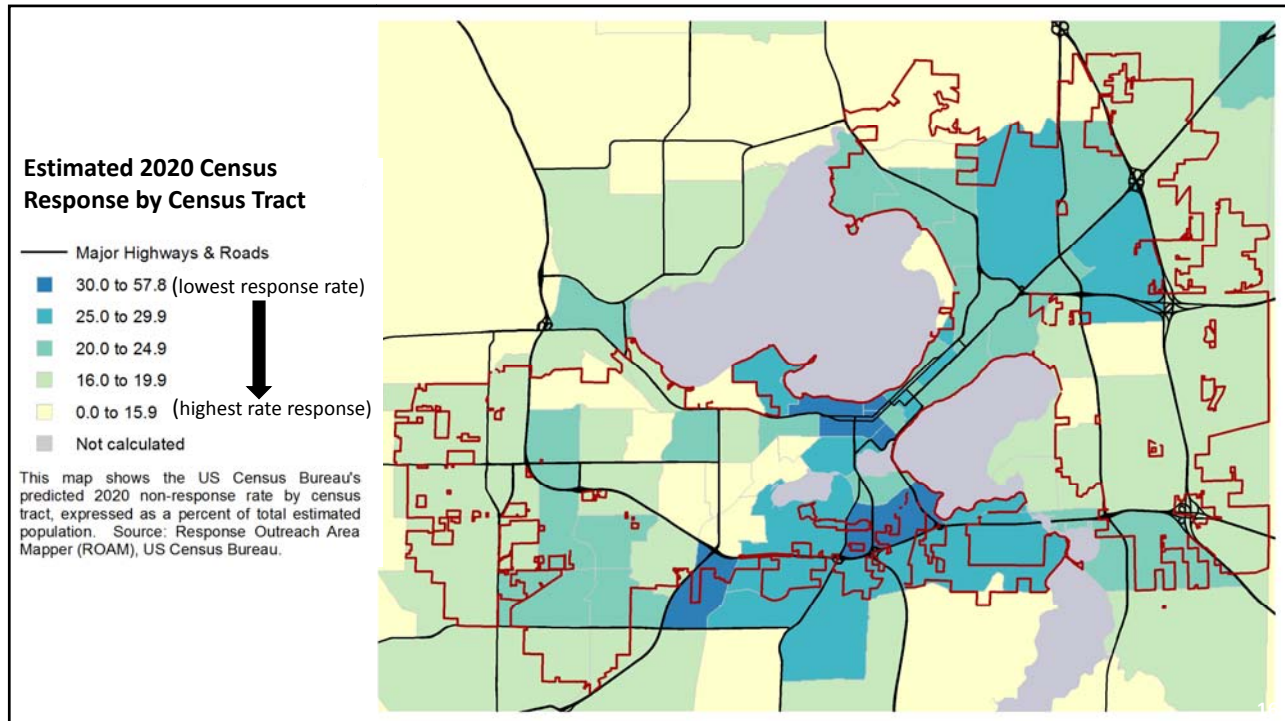 Estimated 2020 Census
Response by Census Tract
Major Highways & Roads
30.0 to 57.8 (lowest response rate)
25.0 to 29.9
20.0 to 24.9
16.0 to 19.9
0.0 to 15.9 (highest rate response)
Not calculated
This map shows the US Census Bureau's
predicted 2020 non-response rate by census
tract, expressed as a percent of total estimated
population. Source: Response Outreach Area
Mapper (ROAM), US Census Bureau.